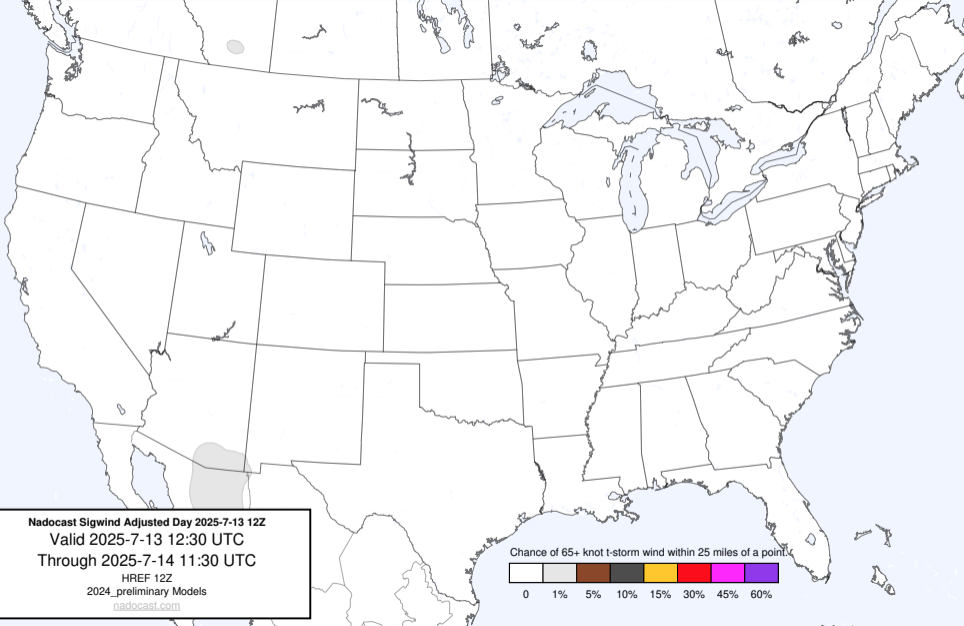 Nadocast Sigwind Adjusted Day 2025-7-13 12Z
Valid 2025-7-13 12:30 UTC
Through 2025-7-14 11:30 UTC
HREF 12Z
2024_preliminary Models
nadocast.com
Chance of 65+ knot t-storm wind within 25 miles of a point.
0 1% 5% 10% 15% 30% 45% 60%